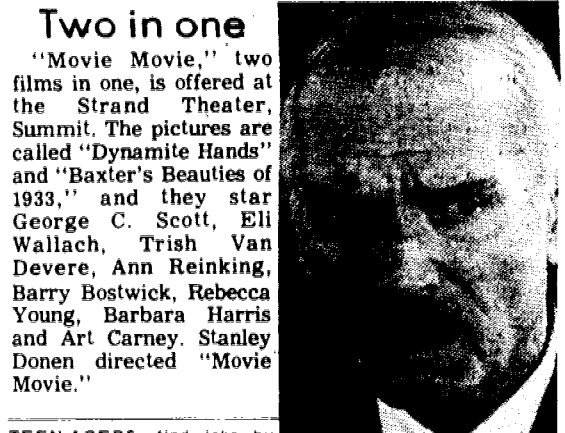 Two in one
"Movie Movie," two
films in one, is offered at
the Strand Theater,
Summit. The pictures are
called "Dynamite Hands"
and "Baxter's Beauties of
1933," and they star
George C. Scott, Eli
Wallach, Trish Van
Devere, Ann Reinking,
Barry Bostwick, Rebecca
Young, Barbara Harris
and Art Carney. Stanley
Donen directed "Movie
Movie."